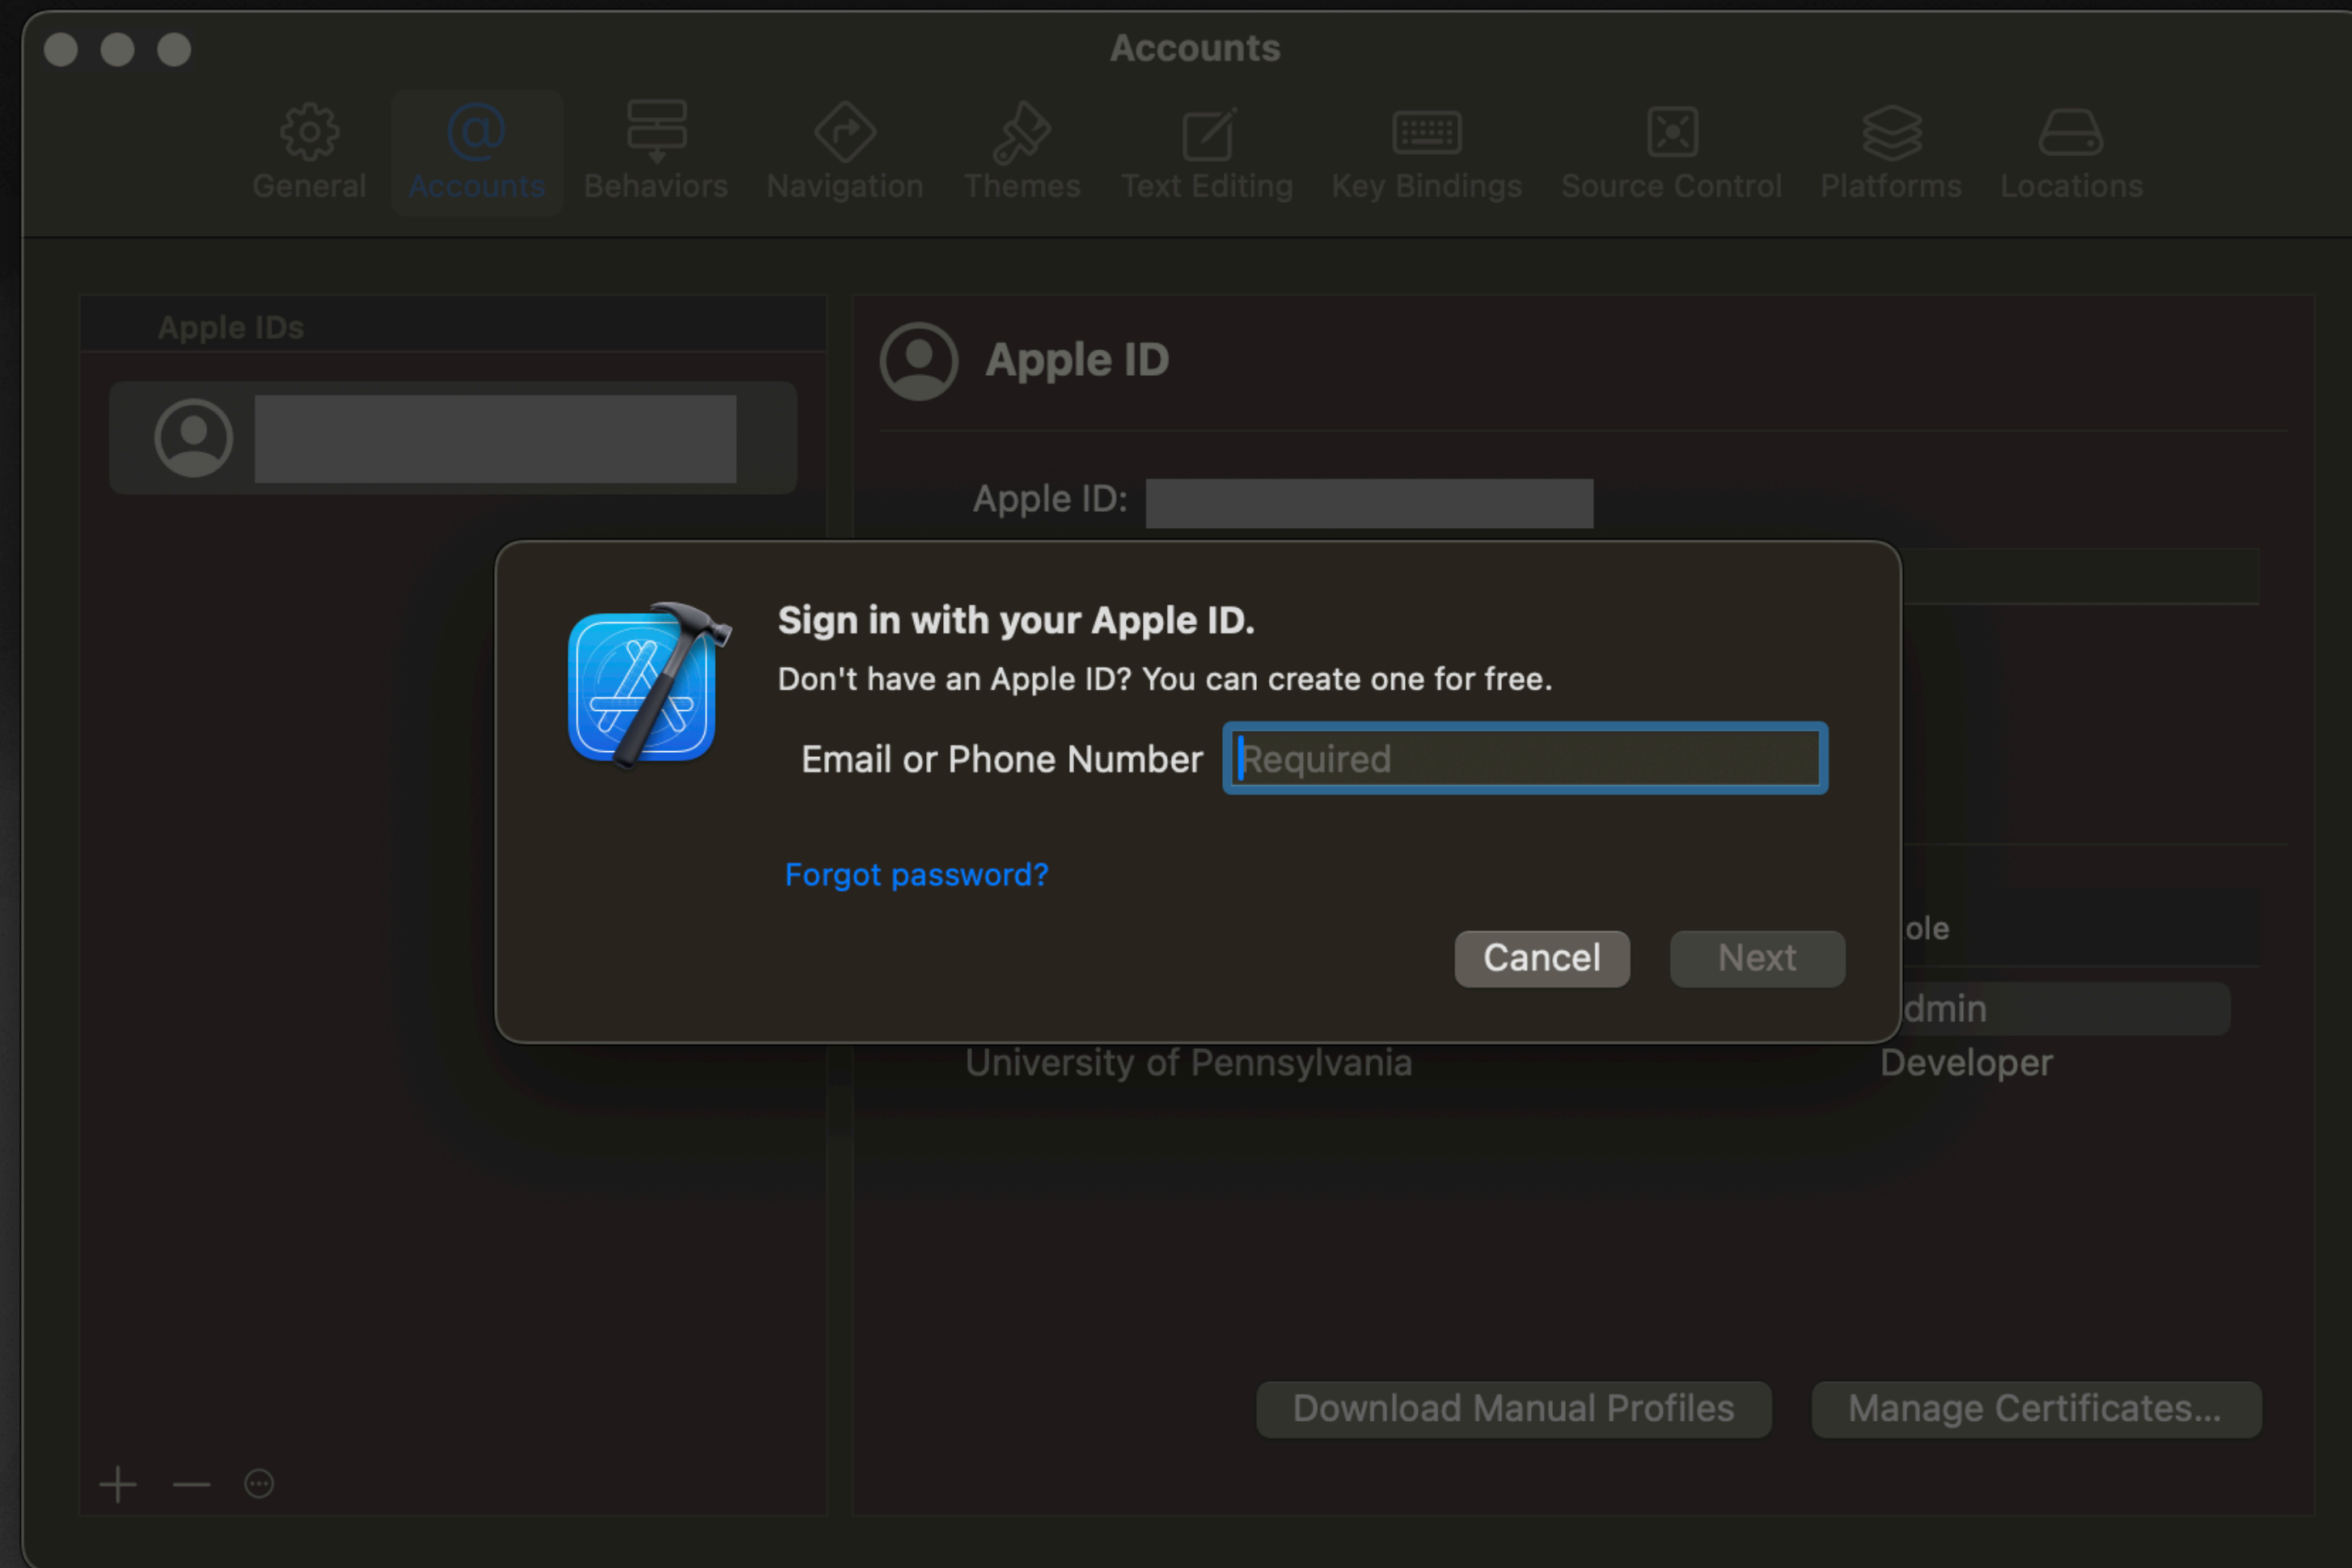 Accounts
General
Accounts
Behaviors
Navigation
Themes
Text Editing
Key Bindings
Source Control
Platforms
Locations
Apple IDs
Apple ID
Apple ID:
Sign in with your Apple ID.
Don't have an Apple ID? You can create one for free.
Email or Phone Number Required
Forgot password?
Cancel Next
ole
dmin
University of Pennsylvania Developer
Download Manual Profiles Manage Certificates...